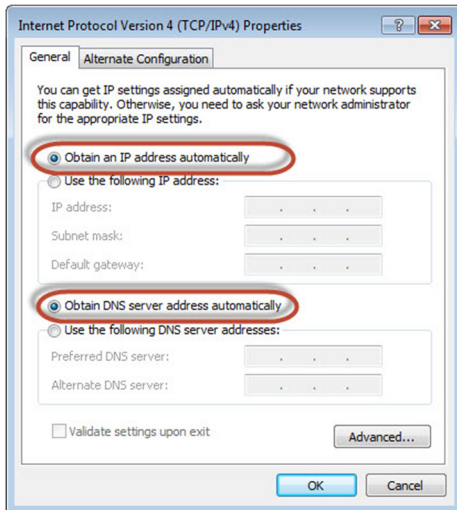 Internet Protocol Version 4 (TCP/IPv4) Properties
General
Alternate Configuration
You can get IP settings assigned automatically if your network supports
this capability. Otherwise, you need to ask your network administrator
for the appropriate IP settings.
Obtain an IP address automatically
Use the following IP address:
IP address:
Subnet mask:
Default gateway:
Obtain DNS server address automatically
Use the following DNS server addresses:
Preferred DNS server:
Alternate DNS server:
Validate settings upon exit
Advanced...
OK
Cancel